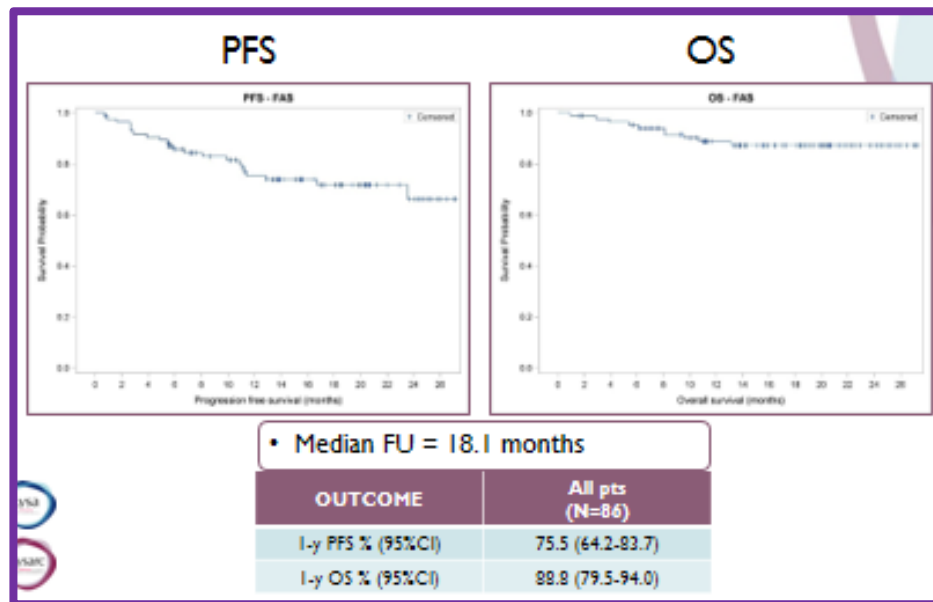 PFS
OS
PFS - FAS
+ Censored
1.0
0.8
0.6
0.4
0.2
0.0
Survival Probability
0 2 4 6 8 10 12 14 16 18 20 22 24 26
Progression free survival (months)
OS - FAS
+ Censored
1.0
0.8
0.6
0.4
0.2
0.0
Survival Probability
0 2 4 6 8 10 12 14 16 18 20 22 24 26
Overall survival (months)
• Median FU = 18.1 months
OUTCOME
All pts
(N=86)
1-y PFS % (95%CI)
75.5 (64.2-83.7)
1-y OS % (95%CI)
88.8 (79.5-94.0)
ysa
ysarc